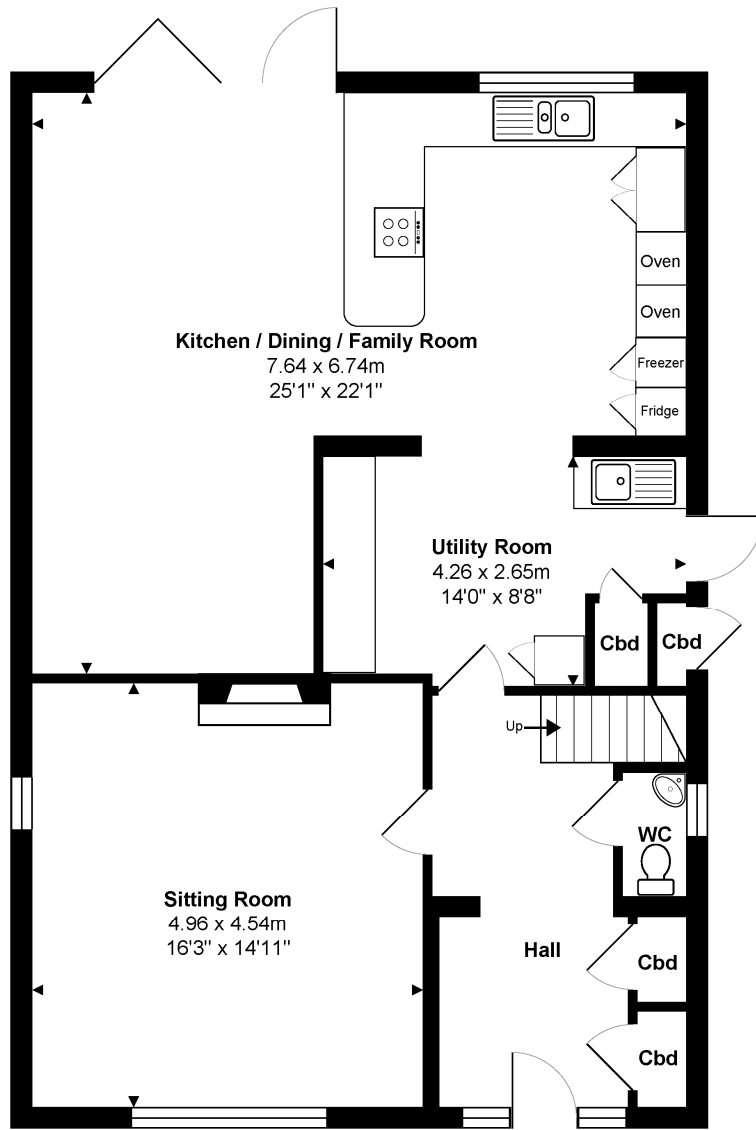 Oven
Oven
Kitchen / Dining / Family Room
7.64 x 6.74m
25'1" x 22'1"
Freezer
Fridge
Utility Room
4.26 x 2.65m
14'0" x 8'8"
Cbd
Cbd
Up
WC
Sitting Room
4.96 x 4.54m
16'3" x 14'11"
Hall
Cbd
Cbd